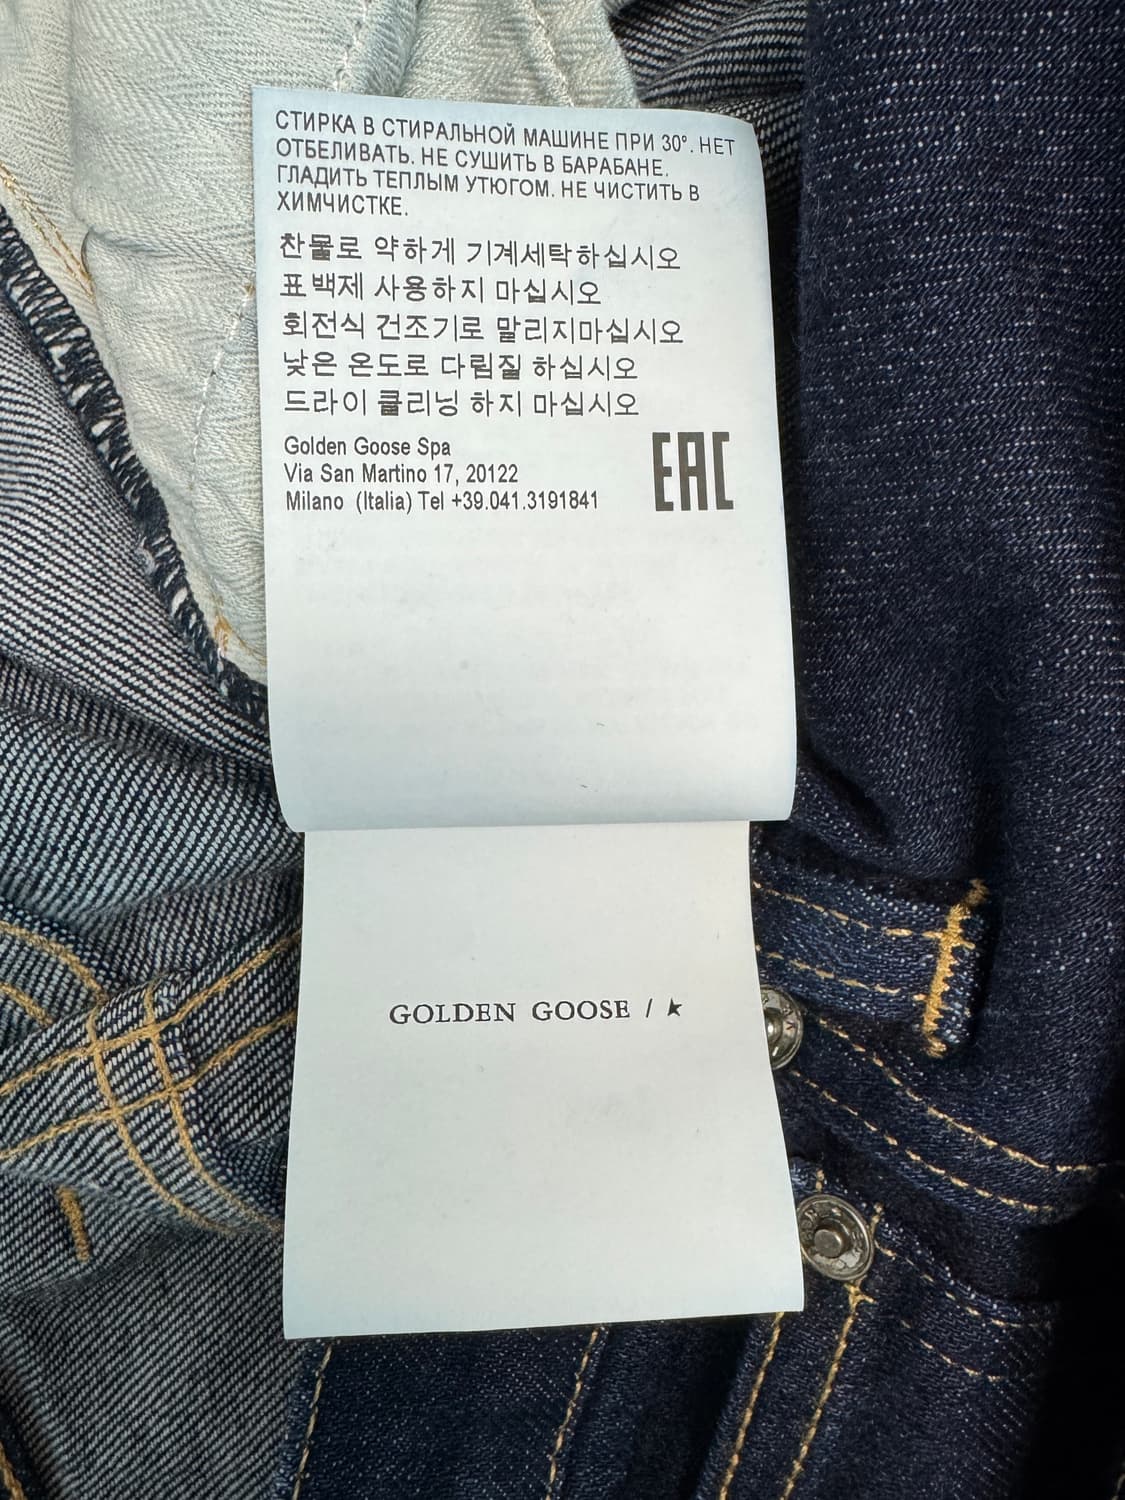 СТИРКА В СТИРАЛЬНОЙ МАШИНЕ ПРИ 30°. НЕТ
ОТБЕЛИВАТЬ. НЕ СУШИТЬ В БАРАБАНЕ.
ГЛАДИТЬ ТЕПЛЫМ УТЮГОМ. НЕ ЧИСТИТЬ В
ХИМЧИСТКЕ.
찬물로 약하게 기계세탁하십시오
표백제 사용하지 마십시오
회전식 건조기로 말리지마십시오
낮은 온도로 다림질 하십시오
드라이 클리닝 하지 마십시오
Golden Goose Spa
Via San Martino 17, 20122
Milano (Italia) Tel +39.041.3191841
EAC
GOLDEN GOOSE / ★